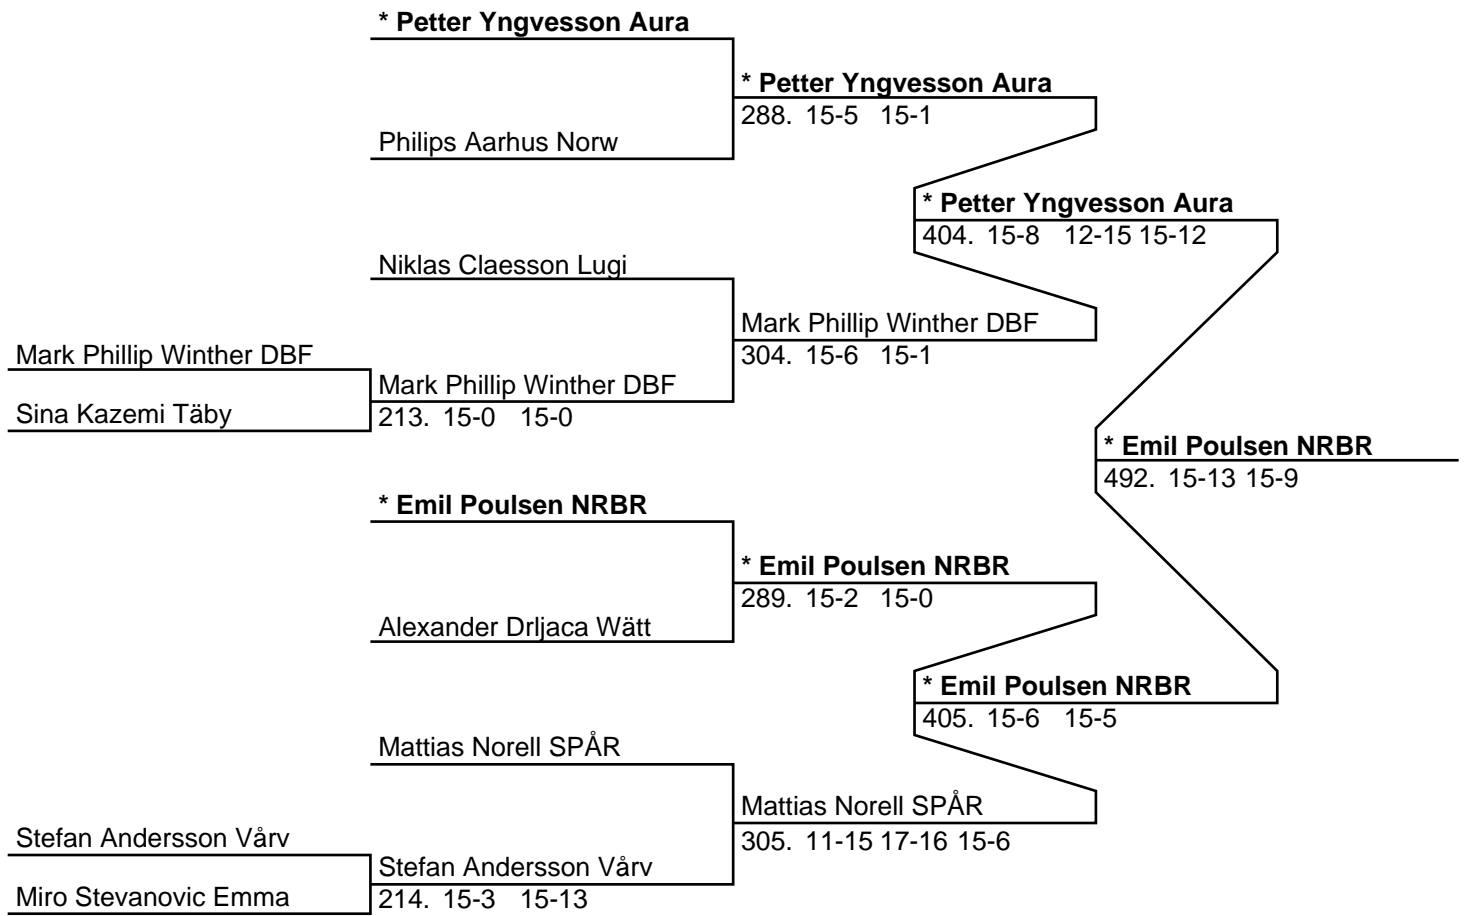 * Petter Yngvesson Aura
* Petter Yngvesson Aura
288. 15-5 15-1
Philips Aarhus Norw
* Petter Yngvesson Aura
404. 15-8 12-15 15-12
Niklas Claesson Lugi
Mark Phillip Winther DBF
304. 15-6 15-1
Mark Phillip Winther DBF
Mark Phillip Winther DBF
213. 15-0 15-0
Sina Kazemi Täby
* Emil Poulsen NRBR
492. 15-13 15-9
* Emil Poulsen NRBR
* Emil Poulsen NRBR
289. 15-2 15-0
Alexander Drljaca Wätt
* Emil Poulsen NRBR
405. 15-6 15-5
Mattias Norell SPÅR
Mattias Norell SPÅR
305. 11-15 17-16 15-6
Stefan Andersson Vårv
Stefan Andersson Vårv
214. 15-3 15-13
Miro Stevanovic Emma